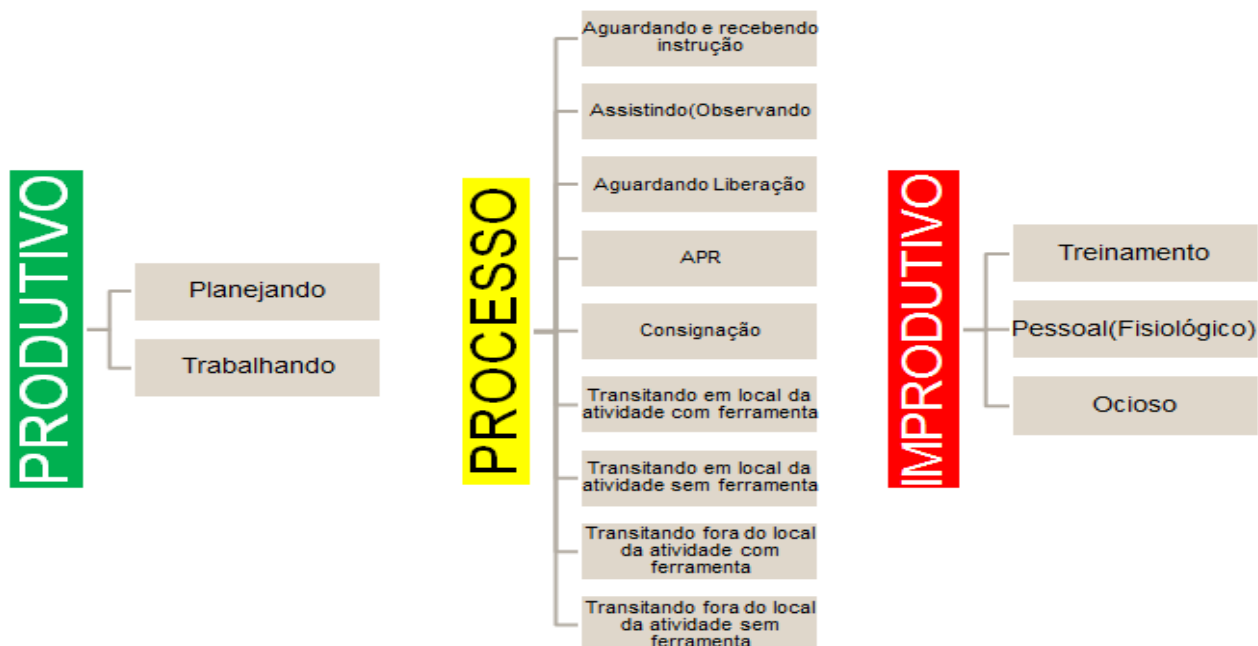 PRODUTIVO
Planejando
Trabalhando
PROCESSO
Aguardando e recebendo
instrução
Assistindo(Observando
Aguardando Liberação
APR
Consignação
Transitando em local da
atividade com ferramenta
Transitando em local da
atividade sem ferramenta
Transitando fora do local
da atividade com
ferramenta
Transitando fora do local
da atividade sem
ferramenta
IMPRODUTIVO
Treinamento
Pessoal(Fisiológico)
Ocioso